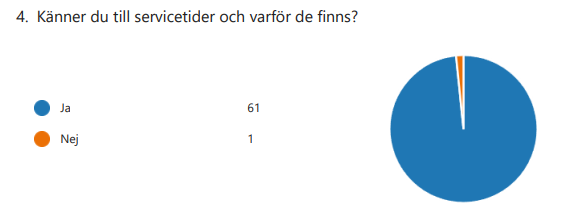 4. Känner du till servicetider och varför de finns?
Ja 61
Nej 1